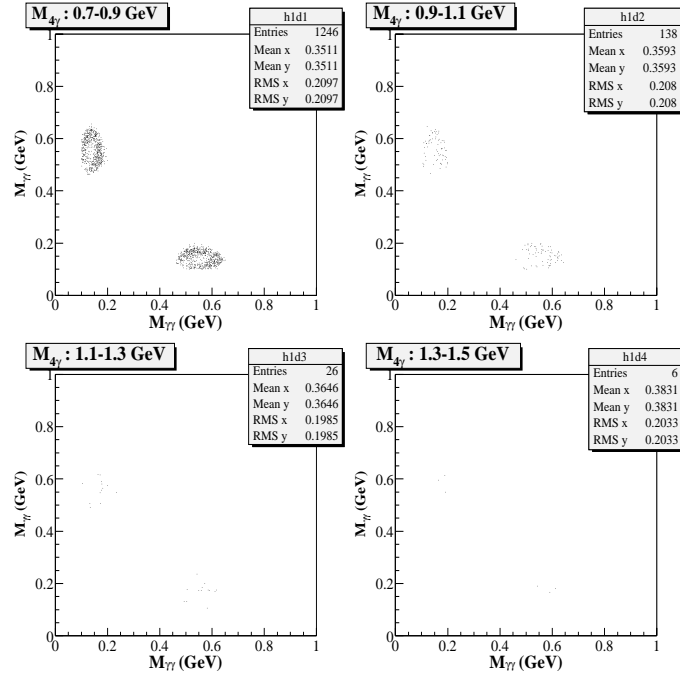 M4γ : 0.7-0.9 GeV
h1d1
Entries 1246
Mean x 0.3511
Mean y 0.3511
RMS x 0.2097
RMS y 0.2097
Mγγ (GeV)
1
0.8
0.6
0.4
0.2
0
0 0.2 0.4 0.6 0.8 1
Mγγ (GeV)
M4γ : 0.9-1.1 GeV
h1d2
Entries 138
Mean x 0.3593
Mean y 0.3593
RMS x 0.208
RMS y 0.208
Mγγ (GeV)
1
0.8
0.6
0.4
0.2
0
0 0.2 0.4 0.6 0.8 1
Mγγ (GeV)
M4γ : 1.1-1.3 GeV
h1d3
Entries 26
Mean x 0.3646
Mean y 0.3646
RMS x 0.1985
RMS y 0.1985
Mγγ (GeV)
1
0.8
0.6
0.4
0.2
0
0 0.2 0.4 0.6 0.8 1
Mγγ (GeV)
M4γ : 1.3-1.5 GeV
h1d4
Entries 6
Mean x 0.3831
Mean y 0.3831
RMS x 0.2033
RMS y 0.2033
Mγγ (GeV)
1
0.8
0.6
0.4
0.2
0
0 0.2 0.4 0.6 0.8 1
Mγγ (GeV)